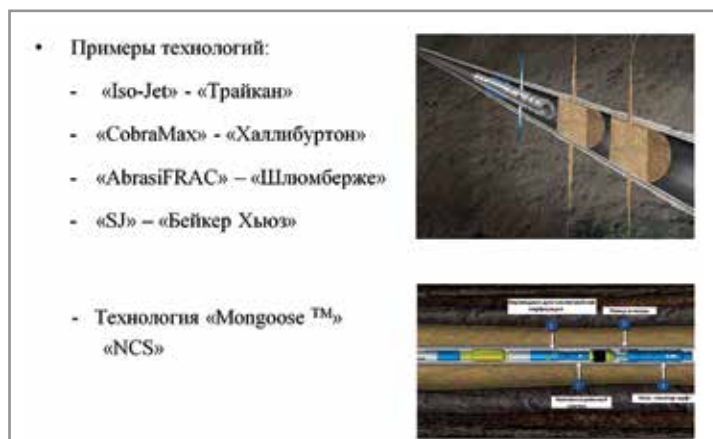 • Примеры технологий:
- «Iso-Jet» - «Трайкан»
- «CobraMax» - «Халлибуртон»
- «AbrasiFRAC» – «Шлюмберже»
- «SJ» – «Бейкер Хьюз»
- Технология «Mongoose ™»
«NCS»